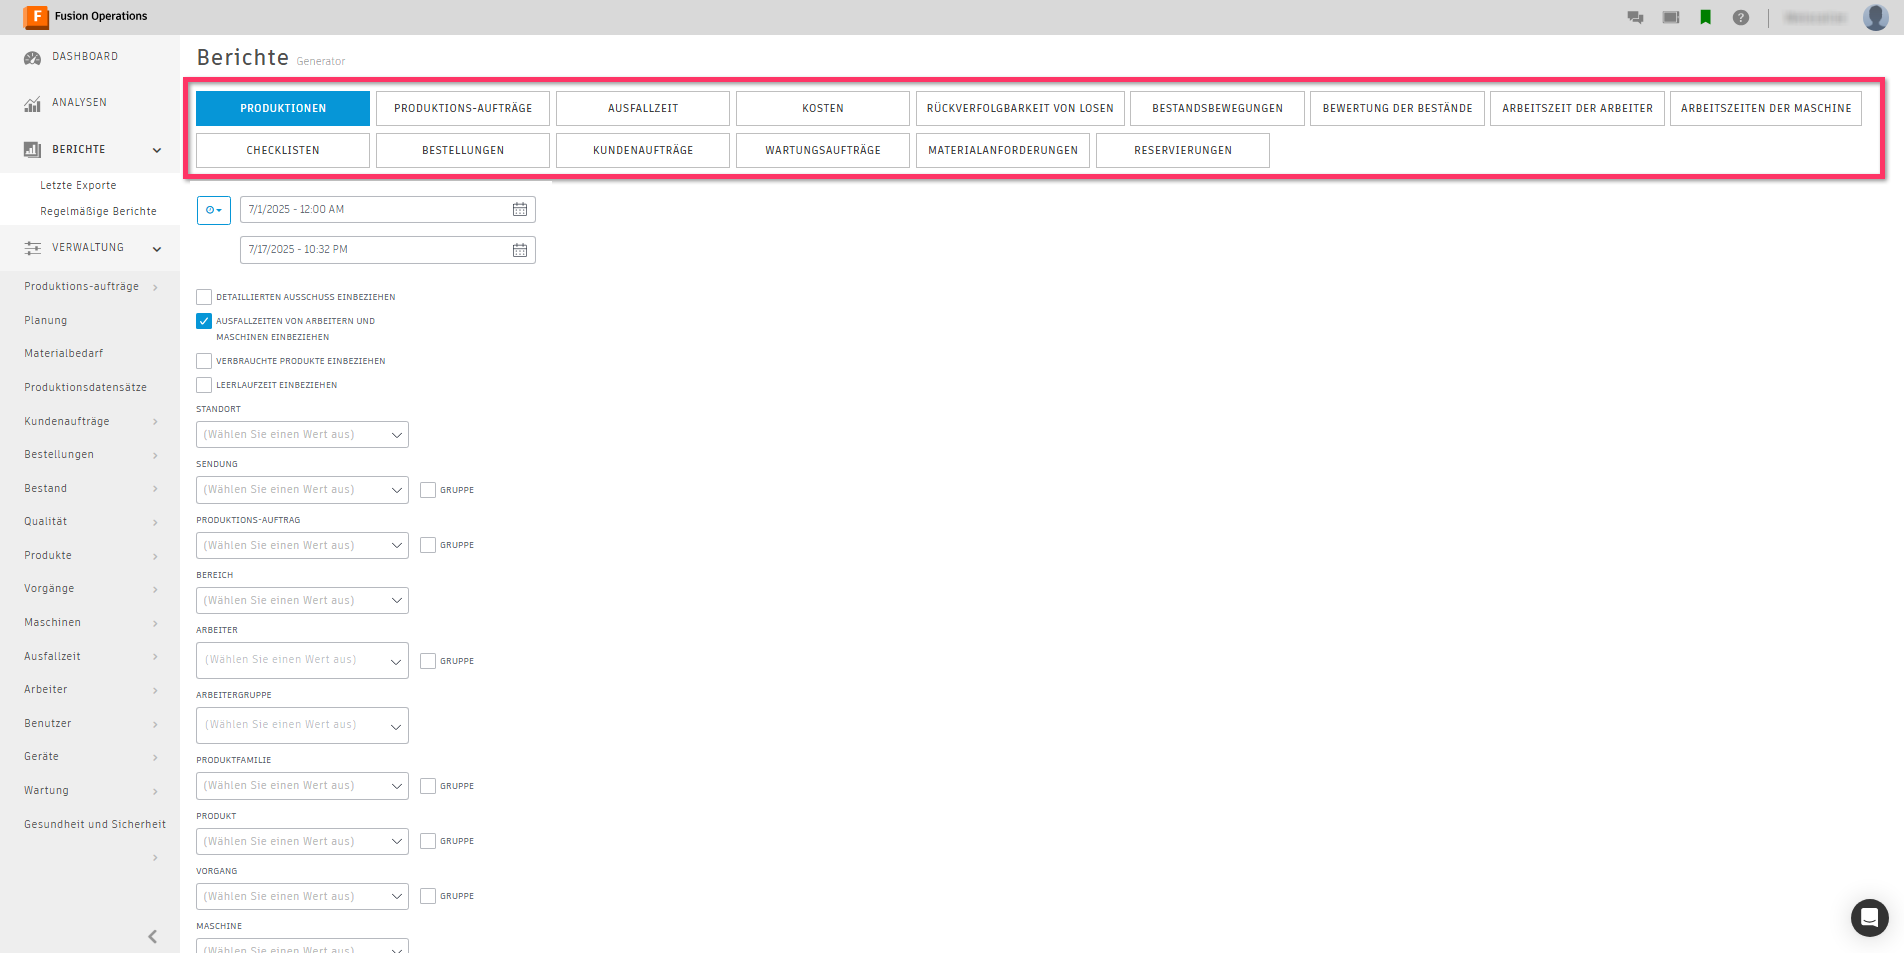 Fusion Operations
DASHBOARD
ANALYSEN
BERICHTE
Letzte Exporte
Regelmäßige Berichte
VERWALTUNG
Produktions-aufträge
Planung
Materialbedarf
Produktionsdatensätze
Kundenaufträge
Bestellungen
Bestand
Qualität
Produkte
Vorgänge
Maschinen
Ausfallzeit
Arbeiter
Benutzer
Geräte
Wartung
Gesundheit und Sicherheit
Berichte Generator
PRODUKTIONEN PRODUKTIONS-AUFTRÄGE AUSFALLZEIT KOSTEN RÜCKVERFOLGBARKEIT VON LOSEN BESTANDSBEWEGUNGEN BEWERTUNG DER BESTÄNDE ARBEITSZEIT DER ARBEITER ARBEITSZEITEN DER MASCHINE
CHECKLISTEN BESTELLUNGEN KUNDENAUFTRÄGE WARTUNGSAUFTRÄGE MATERIALANFORDERUNGEN RESERVIERUNGEN
7/1/2025 - 12:00 AM
7/17/2025 - 10:32 PM
DETAILLIERTEN AUSSCHUSS EINBEZIEHEN
AUSFALLZEITEN VON ARBEITERN UND
MASCHINEN EINBEZIEHEN
VERBRAUCHTE PRODUKTE EINBEZIEHEN
LEERLAUFZEIT EINBEZIEHEN
STANDORT
(Wählen Sie einen Wert aus)
SENDUNG
(Wählen Sie einen Wert aus) GRUPPE
PRODUKTIONS-AUFTRAG
(Wählen Sie einen Wert aus) GRUPPE
BEREICH
(Wählen Sie einen Wert aus)
ARBEITER
(Wählen Sie einen Wert aus) GRUPPE
ARBEITERGRUPPE
(Wählen Sie einen Wert aus)
PRODUKTFAMILIE
(Wählen Sie einen Wert aus) GRUPPE
PRODUKT
(Wählen Sie einen Wert aus) GRUPPE
VORGANG
(Wählen Sie einen Wert aus) GRUPPE
MASCHINE
(Wählen Sie einen Wert aus)